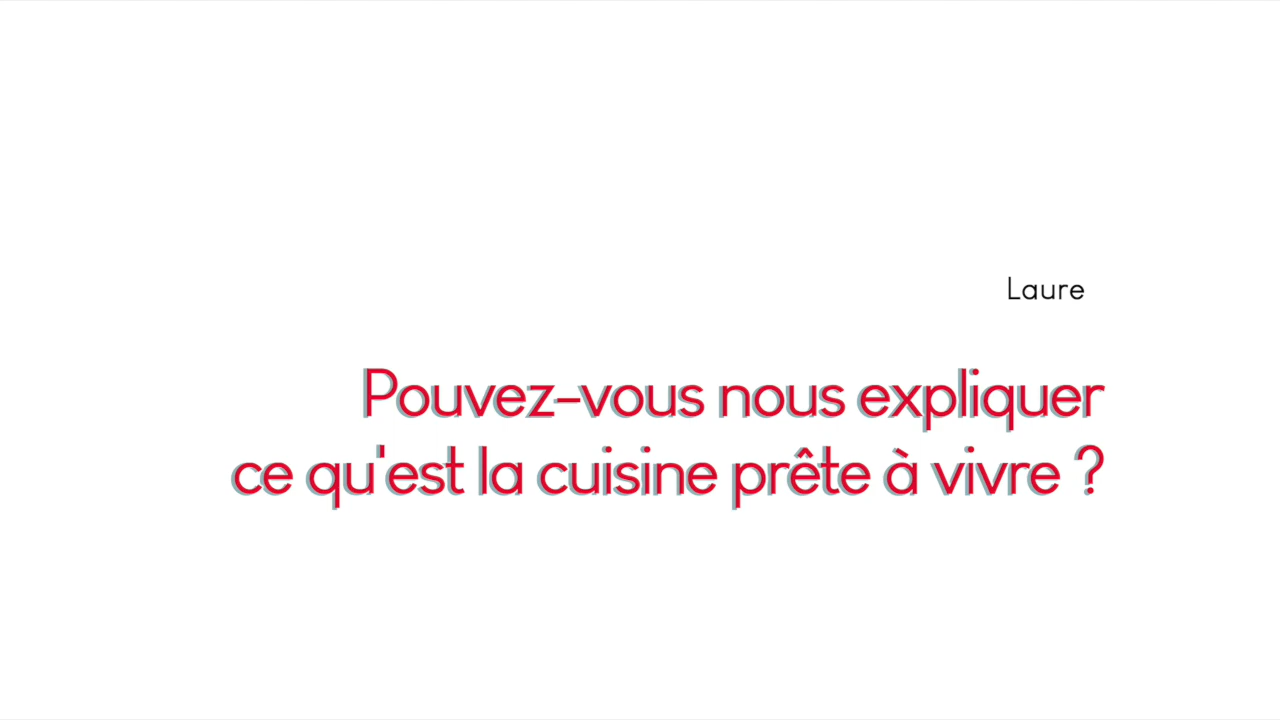 Laure
Pouvez-vous nous expliquer
ce qu'est la cuisine prête à vivre ?